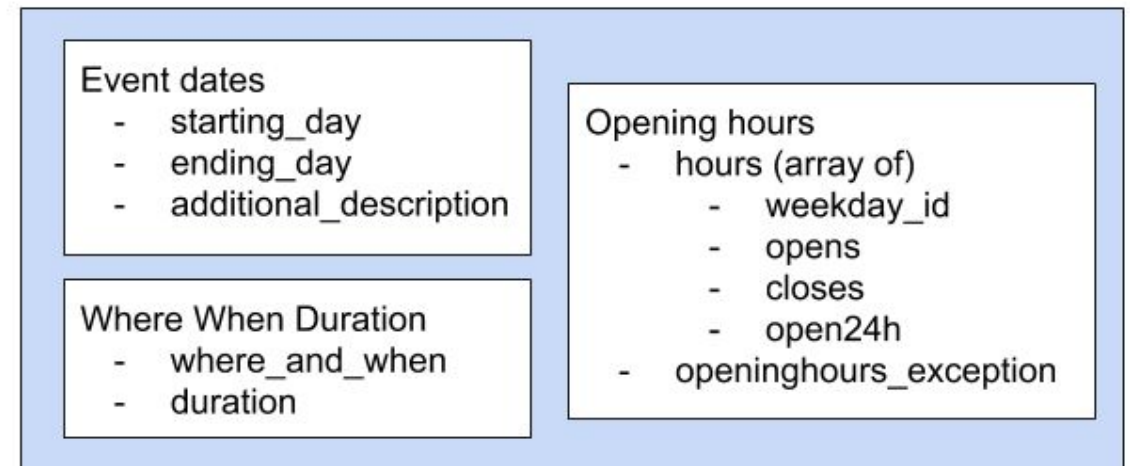 Event dates
- starting_day
- ending_day
- additional_description
Where When Duration
- where_and_when
- duration
Opening hours
- hours (array of)
- weekday_id
- opens
- closes
- open24h
- openinghours_exception